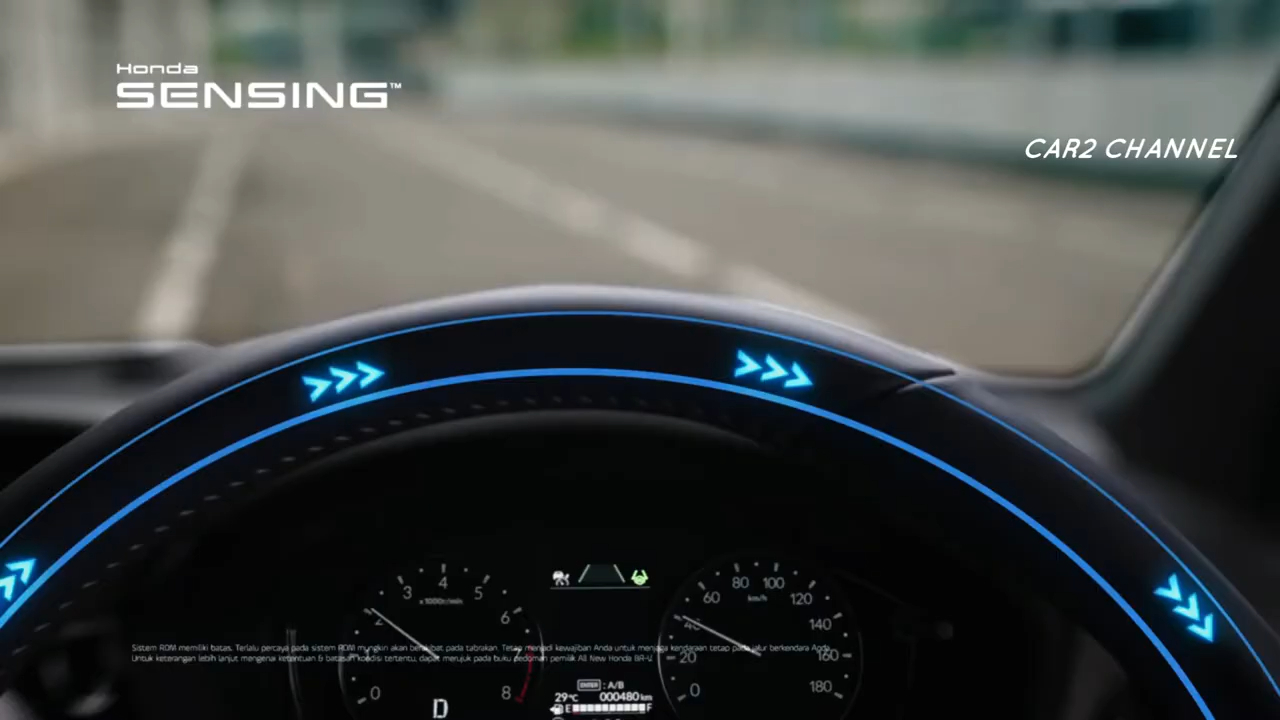 Honda
SENSING™
CAR2 CHANNEL
3 4 5
x1000r/min
2 6
0 8
D
80 100
60 km/h 120
40 140
20 160
0 180
Sistem RDM memiliki batas. Terlalu percaya pada sistem RDM mungkin akan berakibat pada tabrakan. Tetap menjadi kewajiban Anda untuk menjaga kendaraan tetap pada jalur berkendara Anda.
Untuk keterangan lebih lanjut mengenai ketentuan & batasan kondisi tertentu, dapat merujuk pada buku pedoman pemilik All New Honda BR-V.
ENTER : A/B
29°C 000480 km
E F